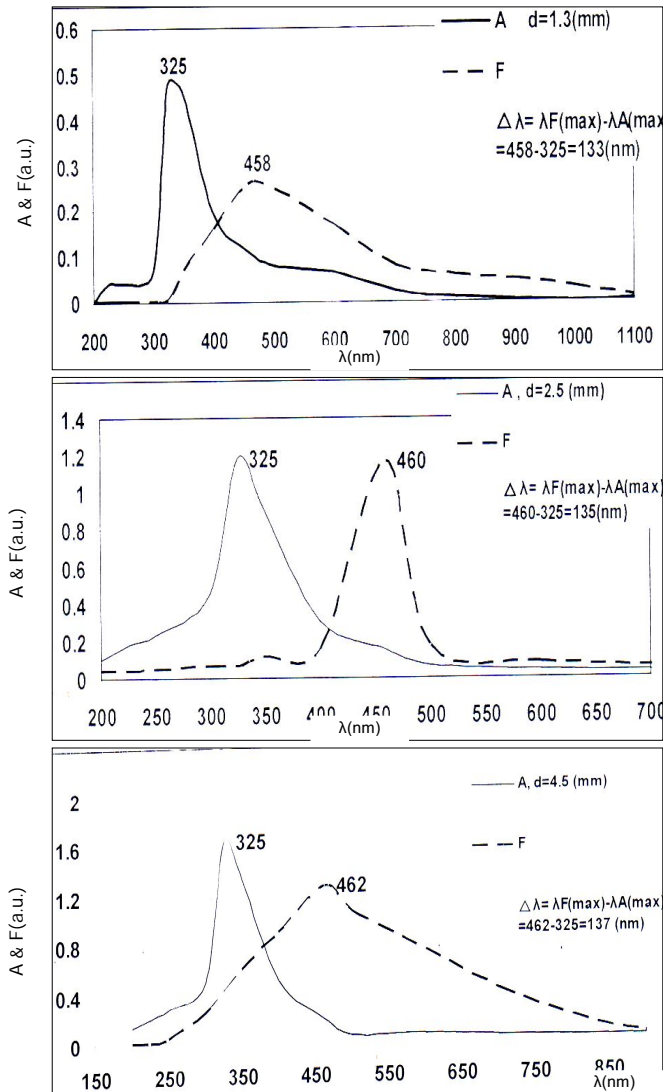 A d=1.3(mm)
0.6
325
F
0.5
Δ λ= λF(max)-λA(max
=458-325=133(nm)
0.4
458
0.3
A & F(a.u.)
0.2
0.1
0
200 300 400 500 600 700 800 900 1000 1100
λ(nm)
A , d=2.5 (mm)
1.4
F
1.2
325
460
Δ λ= λF(max)-λA(max)
=460-325=135(nm)
1
0.8
A & F(a.u.)
0.6
0.4
0.2
0
200 250 300 350 400 450 500 550 600 650 700
λ(nm)
A, d=4.5 (mm)
2
1.6
325
F
462
1.2
Δ λ= λF(max)-λA(max)
=462-325=137 (nm)
0.8
A & F(a.u.)
0.4
0
150 250 350 450 550 650 750 850
λ(nm)